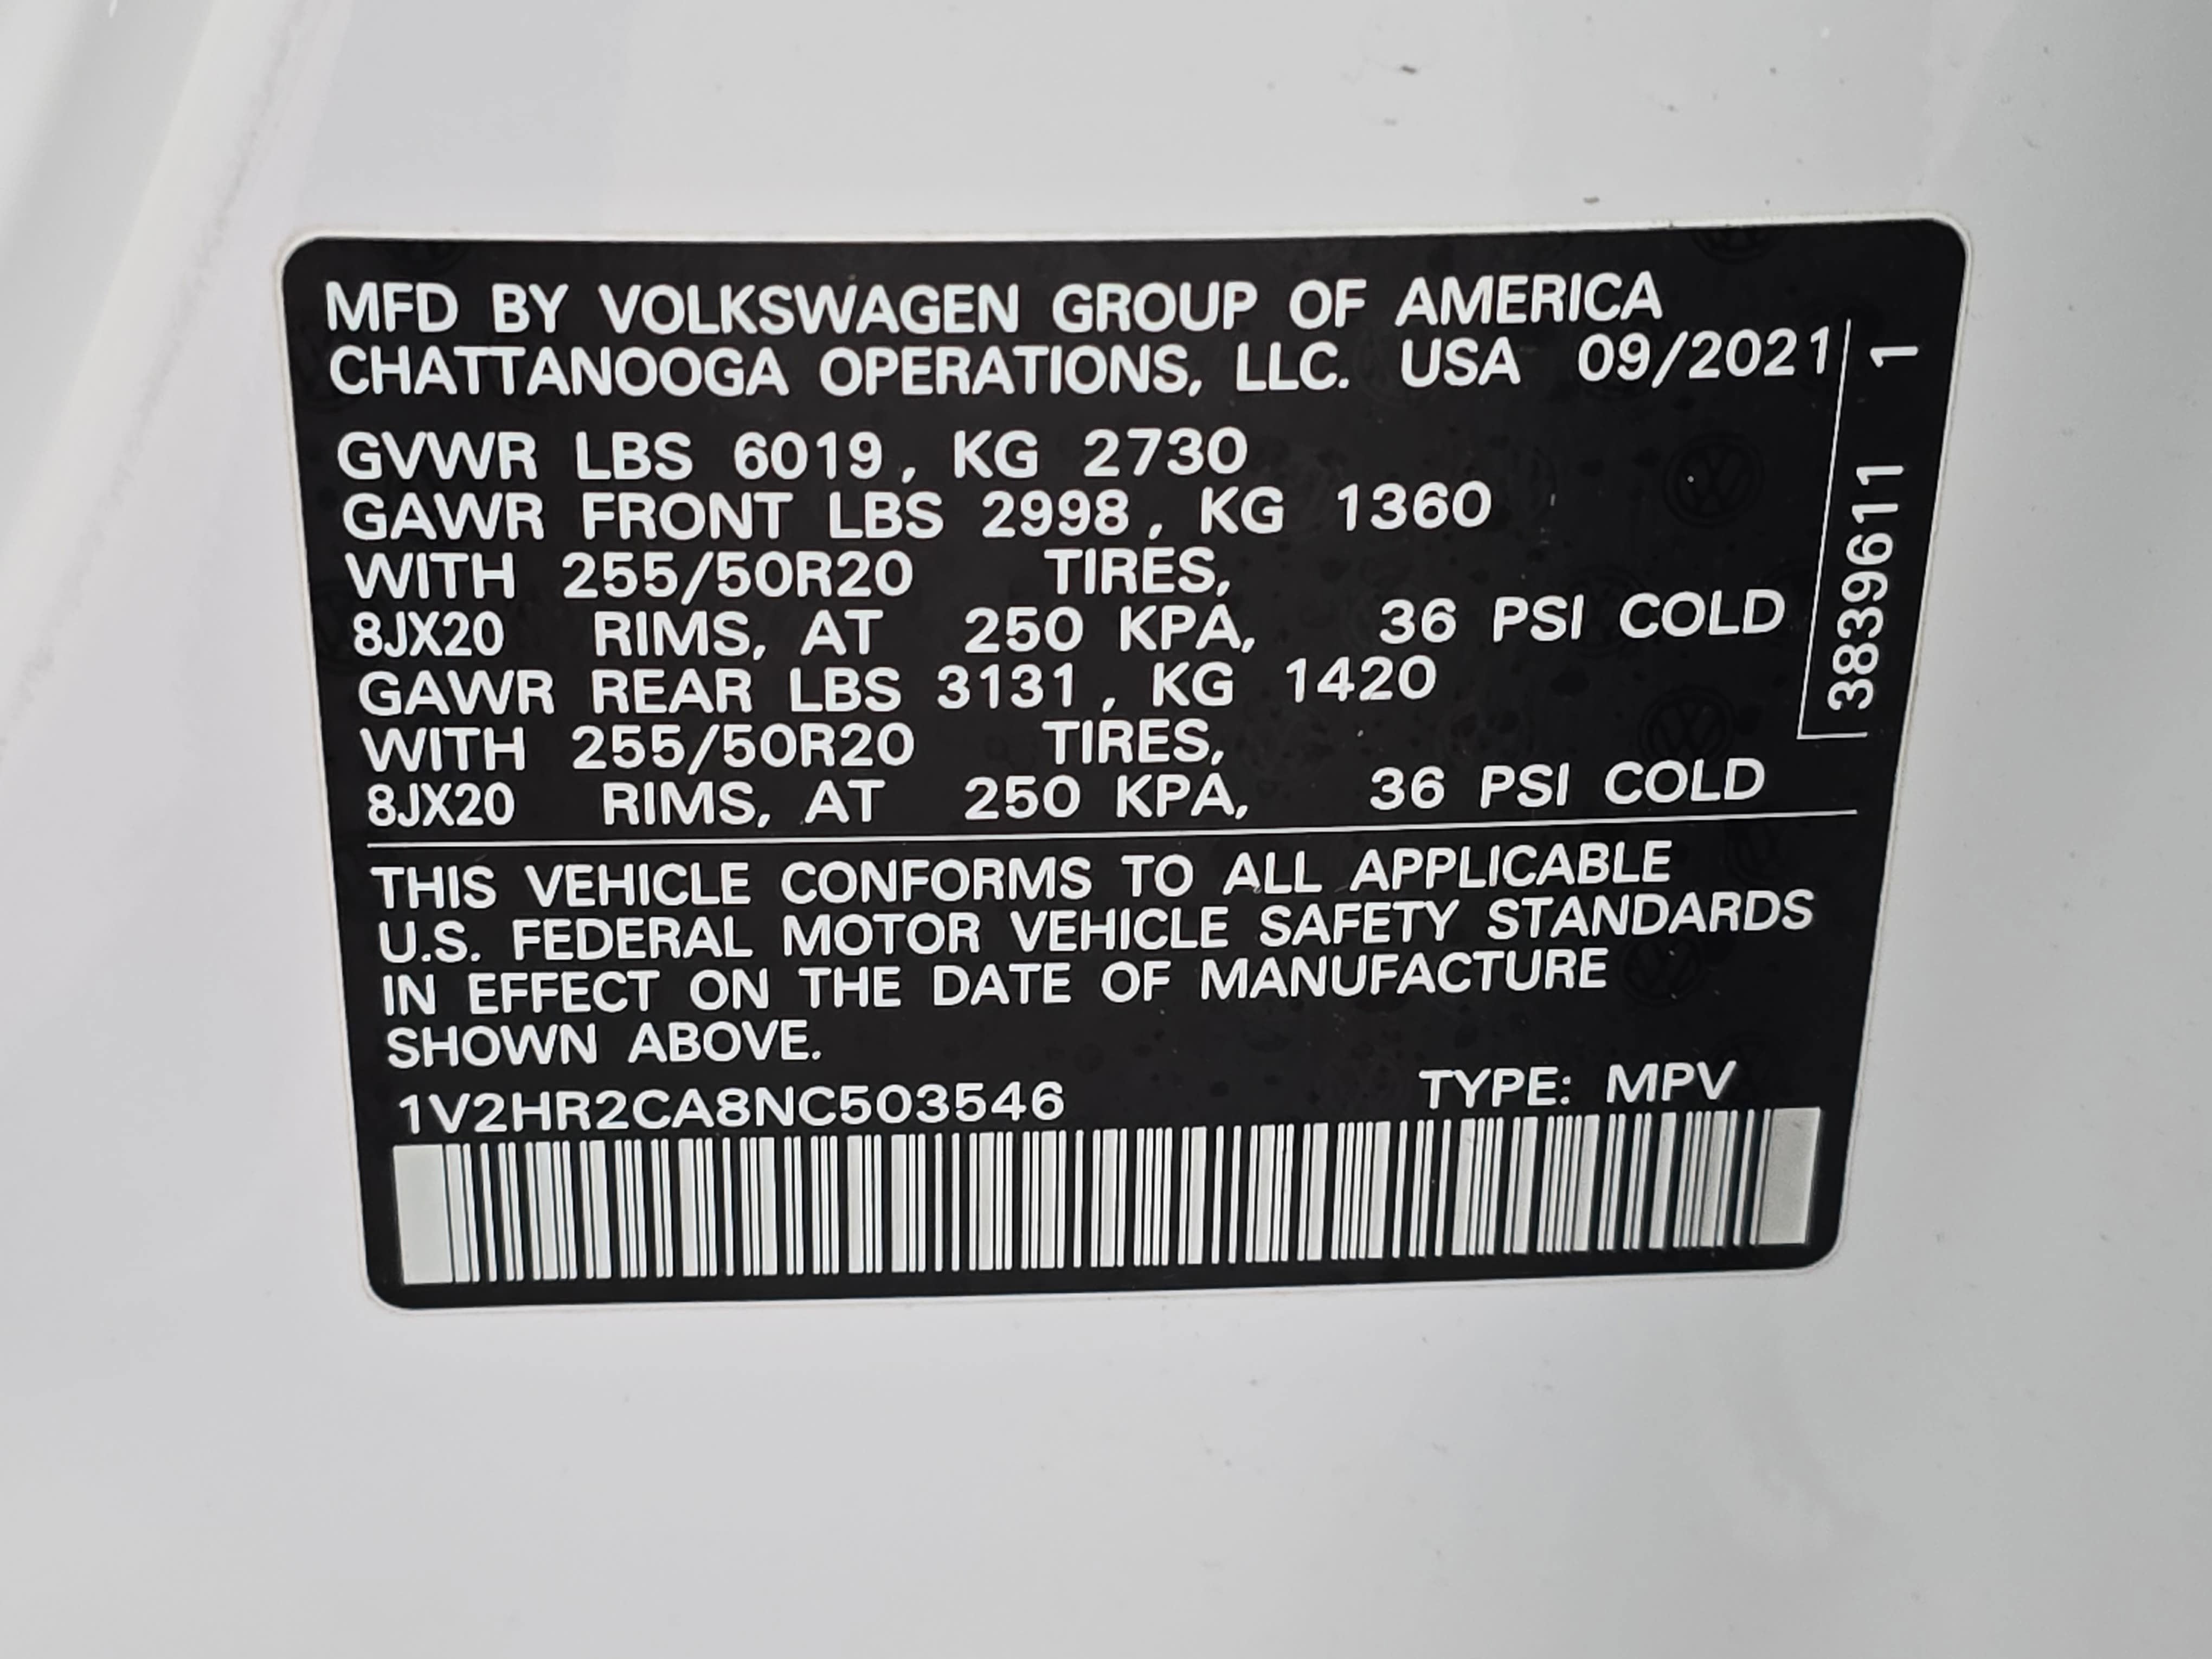 MFD BY VOLKSWAGEN GROUP OF AMERICA
CHATTANOOGA OPERATIONS, LLC. USA 09/2021
GVWR LBS 6019, KG 2730
GAWR FRONT LBS 2998, KG 1360
WITH 255/50R20 TIRES,
8JX20 RIMS, AT 250 KPA, 36 PSI COLD
GAWR REAR LBS 3131, KG 1420
WITH 255/50R20 TIRES,
8JX20 RIMS, AT 250 KPA, 36 PSI COLD
3839611 1
THIS VEHICLE CONFORMS TO ALL APPLICABLE
U.S. FEDERAL MOTOR VEHICLE SAFETY STANDARDS
IN EFFECT ON THE DATE OF MANUFACTURE
SHOWN ABOVE.
1V2HR2CA8NC503546 TYPE: MPV